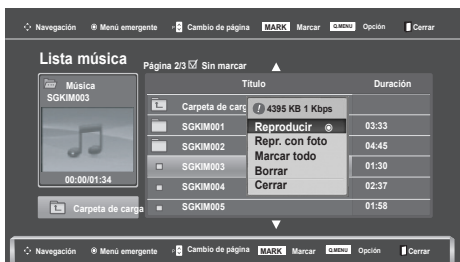 Navegación Menú emergente P Cambio de página MARK Marcar Q.MENU Opción Cerrar
Lista música
Página 2/3 Sin marcar
Música
SGKIM003
00:00/01:34
Carpeta de carga
Título Duración
Carpeta de carg
SGKIM001 03:33
SGKIM002 04:45
SGKIM003 01:30
SGKIM004 02:37
SGKIM005 01:58
4395 KB 1 Kbps
Reproducir
Repr. con foto
Marcar todo
Borrar
Cerrar
Navegación Menú emergente P Cambio de página MARK Marcar Q.MENU Opción Cerrar